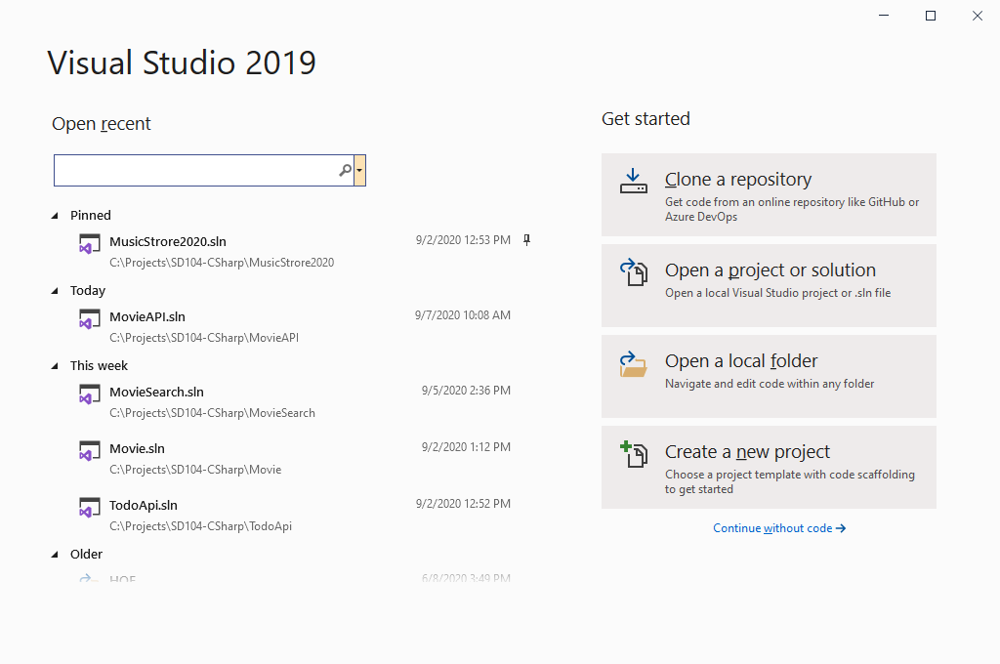 Visual Studio 2019
Open recent
Pinned
MusicStrore2020.sln 9/2/2020 12:53 PM
C:\Projects\SD104-CSharp\MusicStrore2020
Today
MovieAPI.sln 9/7/2020 10:08 AM
C:\Projects\SD104-CSharp\MovieAPI
This week
MovieSearch.sln 9/5/2020 2:36 PM
C:\Projects\SD104-CSharp\MovieSearch
Movie.sln 9/2/2020 1:12 PM
C:\Projects\SD104-CSharp\Movie
TodoApi.sln 9/2/2020 12:52 PM
C:\Projects\SD104-CSharp\TodoApi
Older
6/8/2020 3:49 PM
Get started
Clone a repository
Get code from an online repository like GitHub or
Azure DevOps
Open a project or solution
Open a local Visual Studio project or .sln file
Open a local folder
Navigate and edit code within any folder
Create a new project
Choose a project template with code scaffolding
to get started
Continue without code